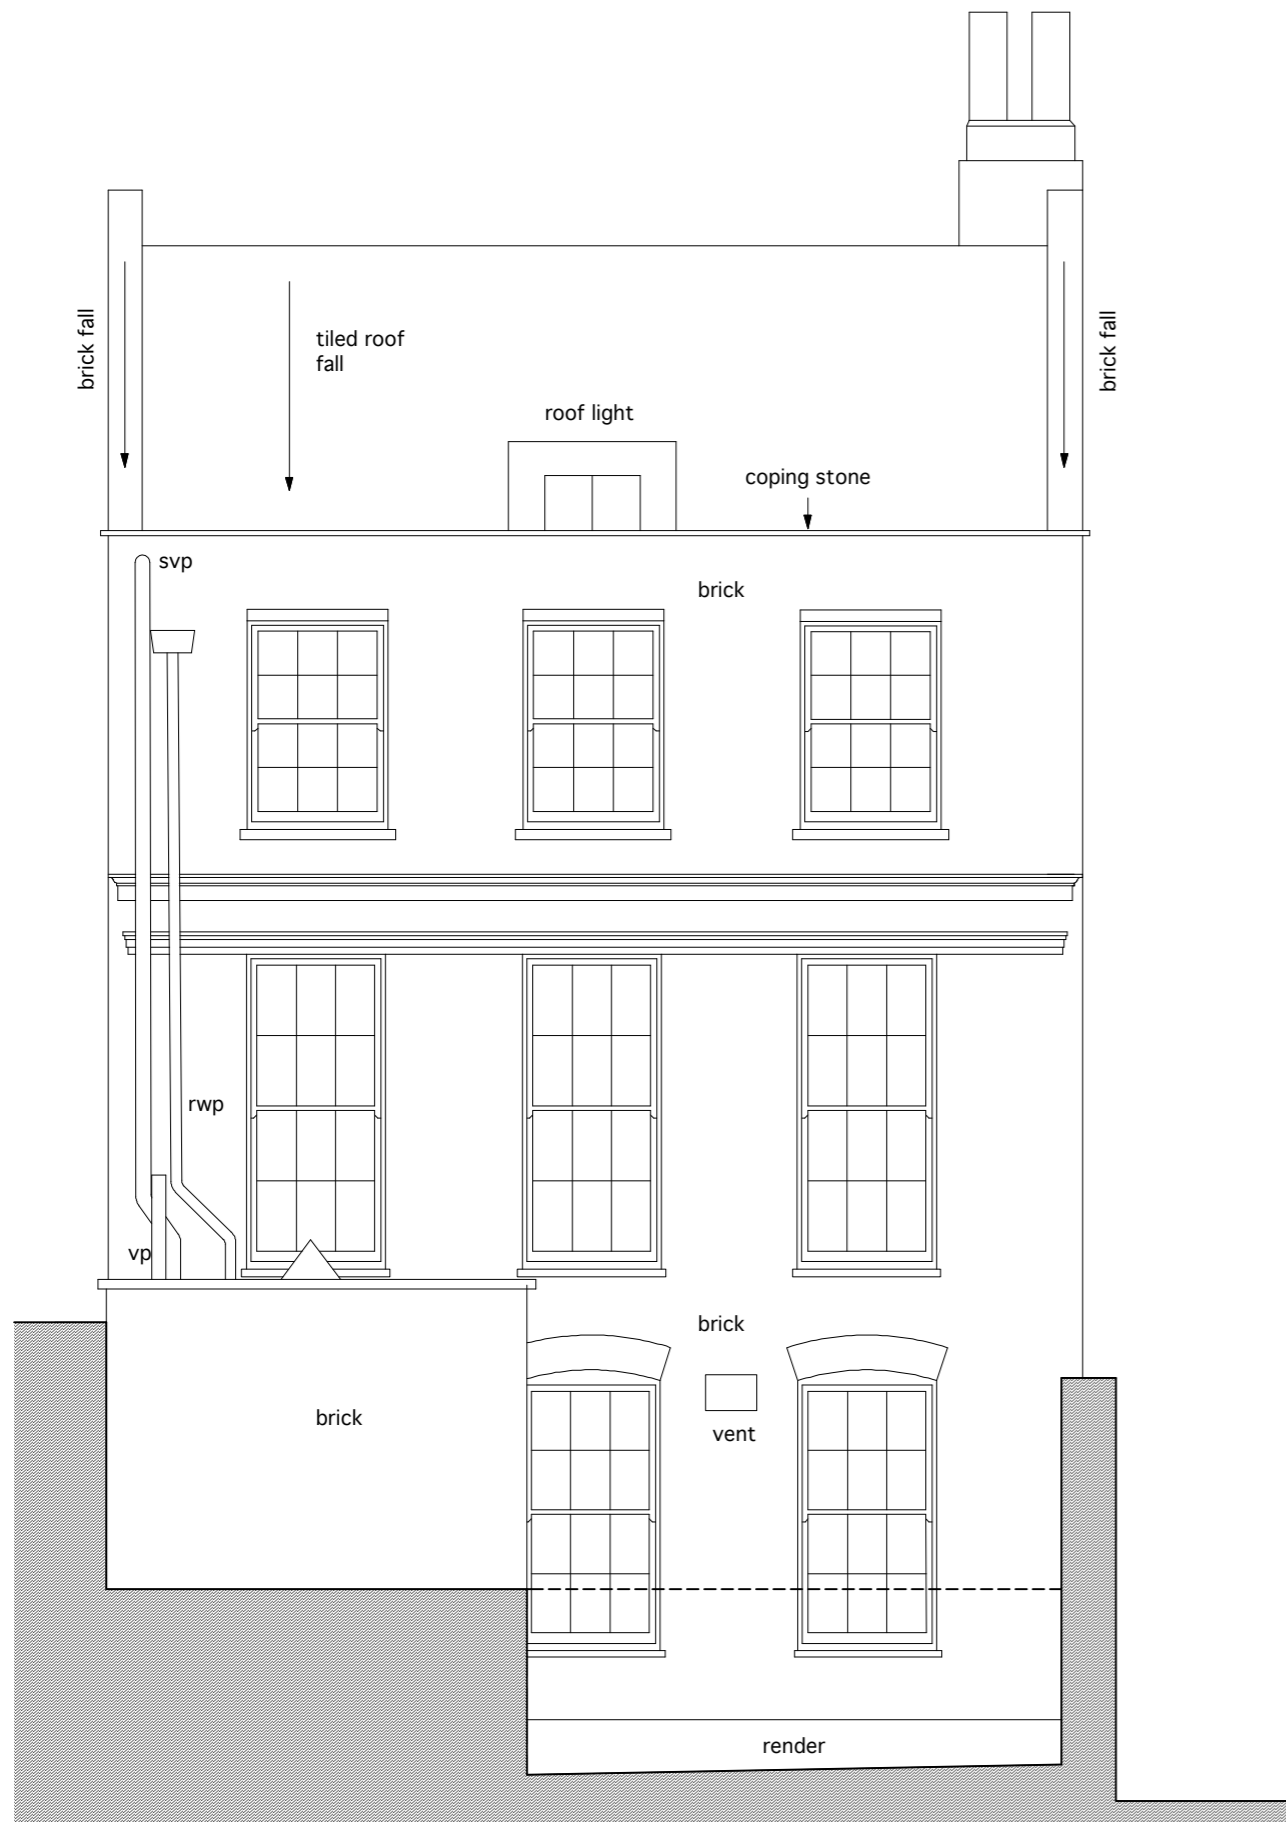 brick fall
tiled roof
fall
brick fall
roof light
coping stone
svp
brick
rwp
vp
brick
brick
vent
render